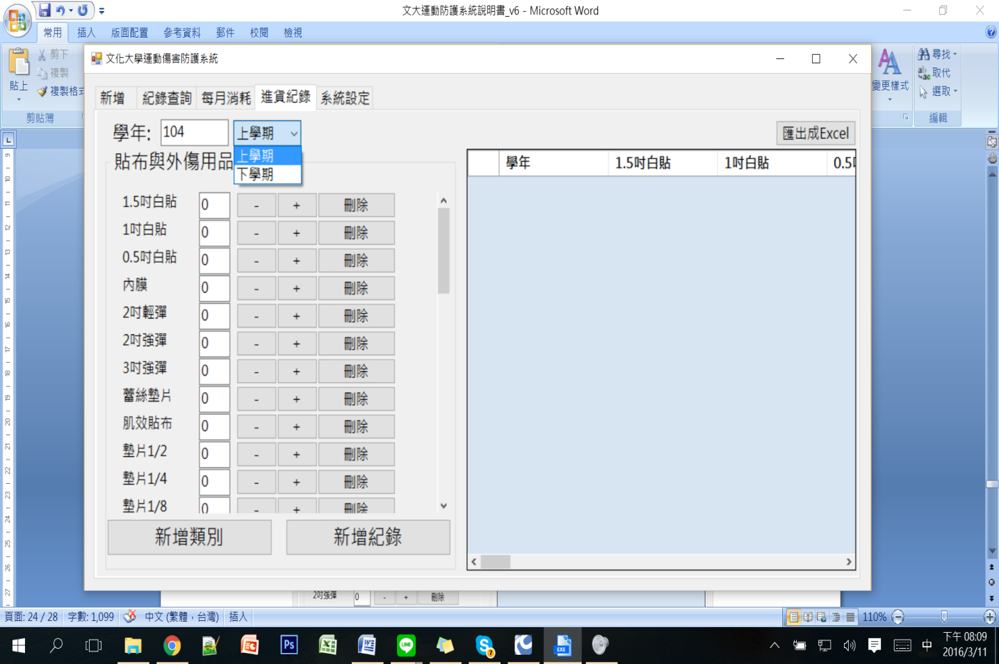 文大運動防護系統說明書_v6 - Microsoft Word
常用 插入 版面配置 參考資料 郵件 校閱 檢視
剪下
複製
貼上
複製格式
剪貼簿
變更樣式
尋找
取代
選取
編輯
文化大學運動傷害防護系統
新增 紀錄查詢 每月消耗 進貨紀錄 系統設定
學年: 104 上學期
匯出成Excel
上學期
下學期
貼布與外傷用品
學年 1.5吋白貼 1吋白貼 0.5吋
1.5吋白貼 0 - + 刪除
1吋白貼 0 - + 刪除
0.5吋白貼 0 - + 刪除
內膜 0 - + 刪除
2吋輕彈 0 - + 刪除
2吋強彈 0 - + 刪除
3吋強彈 0 - + 刪除
蕾絲墊片 0 - + 刪除
肌效貼布 0 - + 刪除
墊片1/2 0 - + 刪除
墊片1/4 0 - + 刪除
墊片1/8 0 - + 刪除
新增類別 新增紀錄
2吋強彈 0 - + 刪除
頁面: 24 / 28 字數: 1,099 中文 (繁體，台灣) 插入 110%
中
下午 08:09
2016/3/11